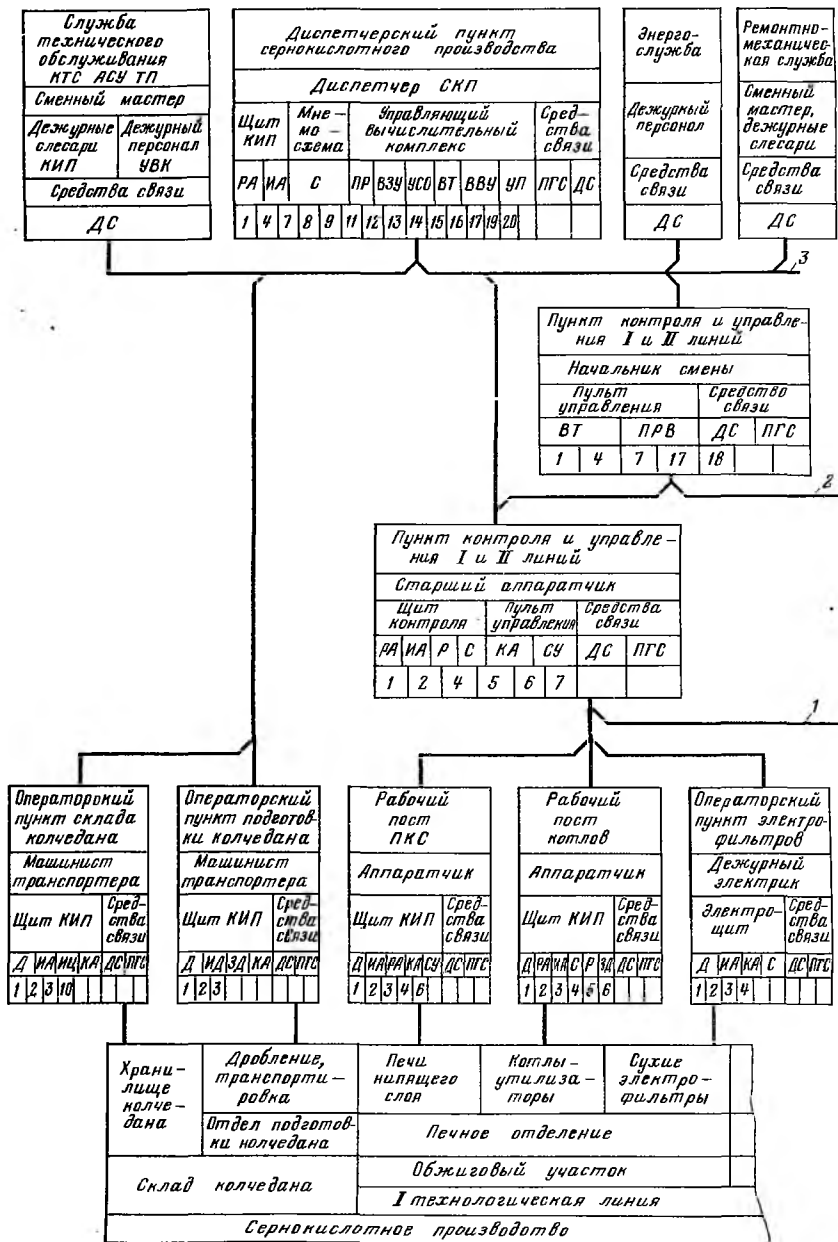 Служба
технического
обслуживания
КТС АСУ ТП
Сменный мастер
Дежурные
слесари
КИП
Дежурный
персонал
УВК
Средства связи
ДС
Диспетчерский пункт
сернокислотного производства
Диспетчер СКП
Щит
КИП
Мне-
мо-
схема
Управляющий
вычислительный
комплекс
Сред-
ства
связи
РА ИА С ПР ВЗУ УСО ВТ ВВУ УП ПГС ДС
1 4 7 8 9 11 12 13 14 15 16 17 19 20
Энерго-
служба
Дежурный
персонал
Средства
связи
ДС
Ремонтно-
механичес-
кая служба
Сменный
мастер,
дежурные
слесари
Средства
связи
ДС
3
Пункт контроля и управле-
ния I и II линий
Начальник смены
Пульт
управления
Средство
связи
ВТ ПРВ ДС ПГС
1 4 7 17 18
2
Пункт контроля и управле-
ния I и II линий
Старший аппаратчик
Щит
контроля
Пульт
управления
Средства
связи
РА ИА Р С КА СУ ДС ПГС
1 2 4 5 6 7
1
Операторский
пункт склада
колчедана
Машинист
транспортера
Щит КИП
Сред-
ства
связи
Д ИА ИЦ КА ДС ПГС
1 2 3 10
Операторский
пункт подготов-
ки колчедана
Машинист
транспортера
Щит КИП
Сред-
ства
связи
Д ИД ЗД КА ДС ПГС
1 2 3
Рабочий
пост
ПКС
Аппаратчик
Щит КИП
Сред-
ства
связи
Д ИА РА КА СУ ДС ПГС
1 2 3 4 6
Рабочий
пост
котлов
Аппаратчик
Щит КИП
Сред-
ства
связи
Д РА ИА С Р ЗД ДС ПГС
1 2 3 4 5 6
Операторский
пункт электро-
фильтров
Дежурный
электрик
Электро-
щит
Сред-
ства
связи
Д ИА КА С ДС ПГС
1 2 3 4
Храни-
лище
колче-
дана
Дробление,
транспорти-
ровка
Отдел подготов-
ки колчедана
Печи
кипящего
слоя
Котлы-
утилиза-
торы
Сухие
электро-
фильтры
Печное отделение
Склад колчедана
Обжиговый участок
I технологическая линия
Сернокислотное производство